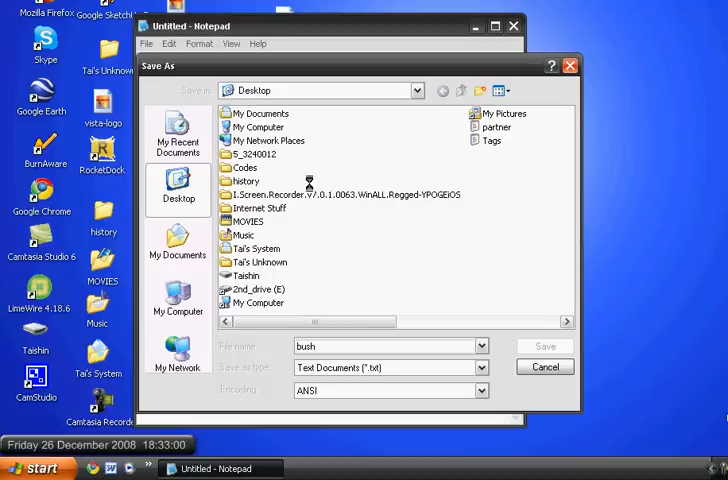 Mozilla Firefox
Google SketchUp
Skype
Tai's Unknown
Google Earth
vista-logo
BurnAware
RocketDock
Google Chrome
history
Camtasia Studio 6
MOVIES
LimeWire 4.18.6
Music
Taishin
Tai's System
CamStudio
Camtasia Recorder
Untitled - Notepad
File Edit Format View Help
Save As
Save in: Desktop
My Recent
Documents
Desktop
My Documents
My Computer
My Network
My Documents
My Computer
My Network Places
5_3240012
Codes
history
I.Screen.Recorder.v7.0.1.0063.WinALL.Regged-YPOGEiOS
Internet Stuff
MOVIES
Music
Tai's System
Tai's Unknown
Taishin
2nd_drive (E)
My Computer
My Pictures
partner
Tags
File name: bush Save
Save as type: Text Documents (*.txt) Cancel
Encoding: ANSI
Friday 26 December 2008 18:33:00
start
Untitled - Notepad